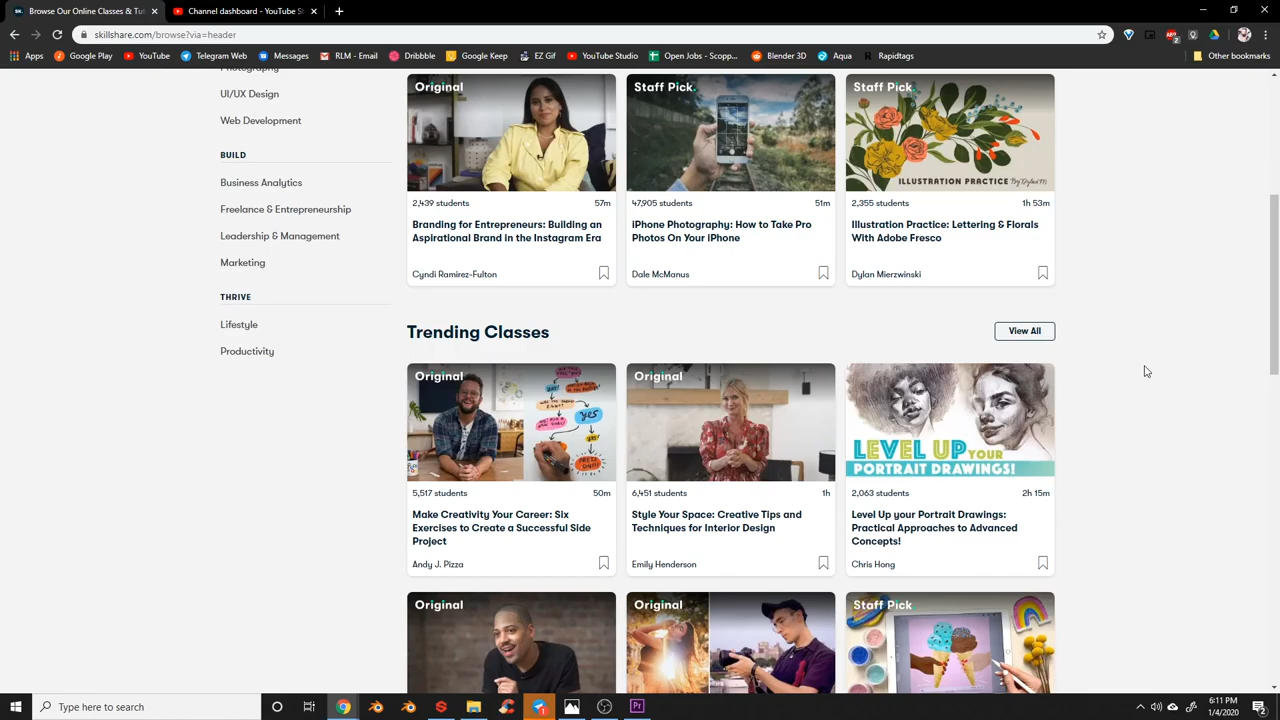 Browse Our Skillshare Classes & Tut
Channel dashboard - YouTube St
skillshare.com/browse?via=header
Apps
Google Play
YouTube
Telegram Web
Messages
RLM - Email
Dribbble
Google Keep
EZ Gif
YouTube Studio
Open Jobs - Scopp...
Blender 3D
Aqua
Rapidtags
Other bookmarks
Photography
UI/UX Design
Web Development
BUILD
Business Analytics
Freelance & Entrepreneurship
Leadership & Management
Marketing
THRIVE
Lifestyle
Productivity
Original
2,439 students 57m
Branding for Entrepreneurs: Building an
Aspirational Brand in the Instagram Era
Cyndi Ramirez-Fulton
Staff Pick.
47,905 students 51m
iPhone Photography: How to Take Pro
Photos On Your iPhone
Dale McManus
Staff Pick.
ILLUSTRATION PRACTICE By Dylan M
2,355 students 1h 53m
Illustration Practice: Lettering & Florals
With Adobe Fresco
Dylan Mierzwinski
Trending Classes
View All
Original
YES
YES!
5,517 students 50m
Make Creativity Your Career: Six
Exercises to Create a Successful Side
Project
Andy J. Pizza
Original
6,451 students 1h
Style Your Space: Creative Tips and
Techniques for Interior Design
Emily Henderson
LEVEL UP YOUR
PORTRAIT DRAWINGS!
2,063 students 2h 15m
Level Up your Portrait Drawings:
Practical Approaches to Advanced
Concepts!
Chris Hong
Original
Original
Staff Pick
Type here to search
6:11 PM
1/4/2020